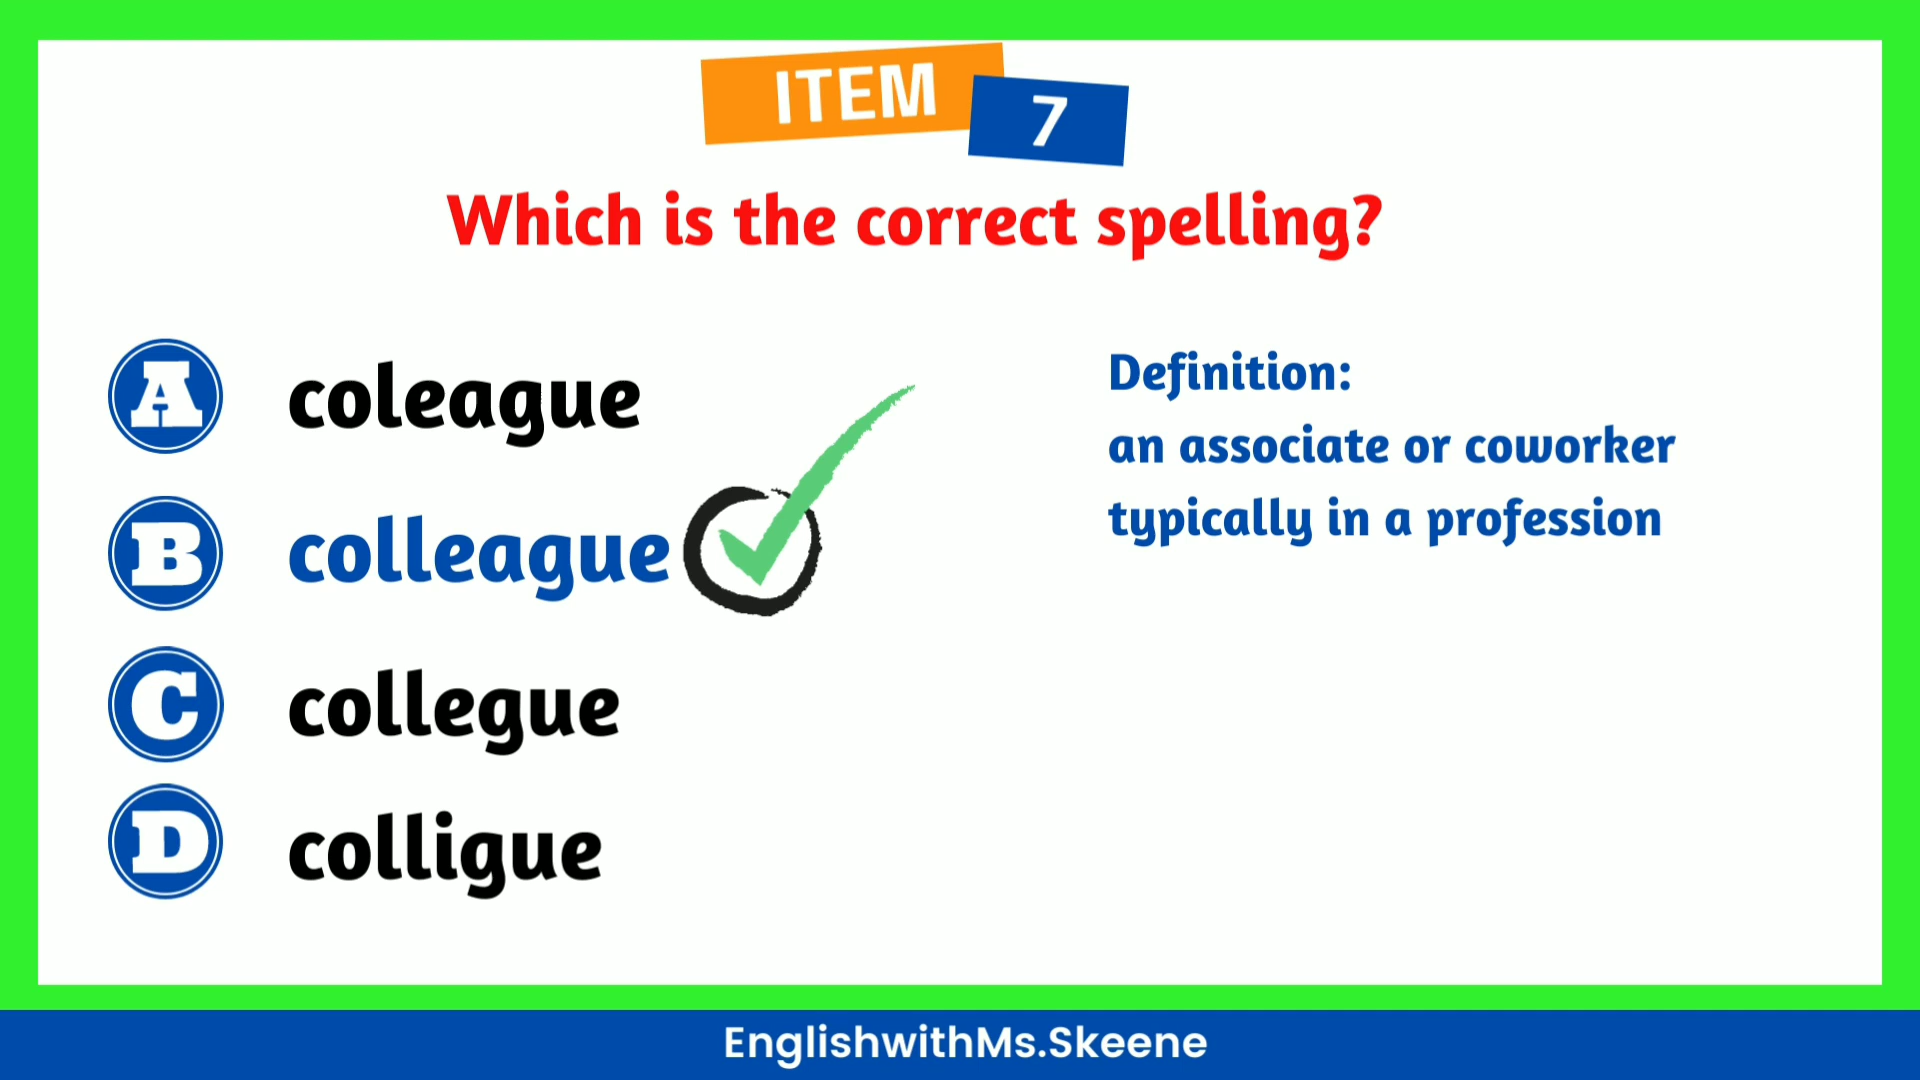 ITEM
7
Which is the correct spelling?
A coleague
B colleague
C collegue
D colligue
Definition:
an associate or coworker
typically in a profession
EnglishwithMs.Skeene